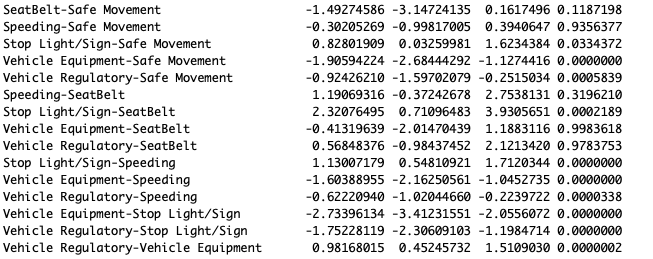 SeatBelt-Safe Movement -1.49274586 -3.14724135 0.1617496 0.1187198
Speeding-Safe Movement -0.30205269 -0.99817005 0.3940647 0.9356377
Stop Light/Sign-Safe Movement 0.82801909 0.03259981 1.6234384 0.0334372
Vehicle Equipment-Safe Movement -1.90594224 -2.68444292 -1.1274416 0.0000000
Vehicle Regulatory-Safe Movement -0.92426210 -1.59702079 -0.2515034 0.0005839
Speeding-SeatBelt 1.19069316 -0.37242678 2.7538131 0.3196210
Stop Light/Sign-SeatBelt 2.32076495 0.71096483 3.9305651 0.0002189
Vehicle Equipment-SeatBelt -0.41319639 -2.01470439 1.1883116 0.9983618
Vehicle Regulatory-SeatBelt 0.56848376 -0.98437452 2.1213420 0.9783753
Stop Light/Sign-Speeding 1.13007179 0.54810921 1.7120344 0.0000000
Vehicle Equipment-Speeding -1.60388955 -2.16250561 -1.0452735 0.0000000
Vehicle Regulatory-Speeding -0.62220940 -1.02044660 -0.2239722 0.0000338
Vehicle Equipment-Stop Light/Sign -2.73396134 -3.41231551 -2.0556072 0.0000000
Vehicle Regulatory-Stop Light/Sign -1.75228119 -2.30609103 -1.1984714 0.0000000
Vehicle Regulatory-Vehicle Equipment 0.98168015 0.45245732 1.5109030 0.0000002